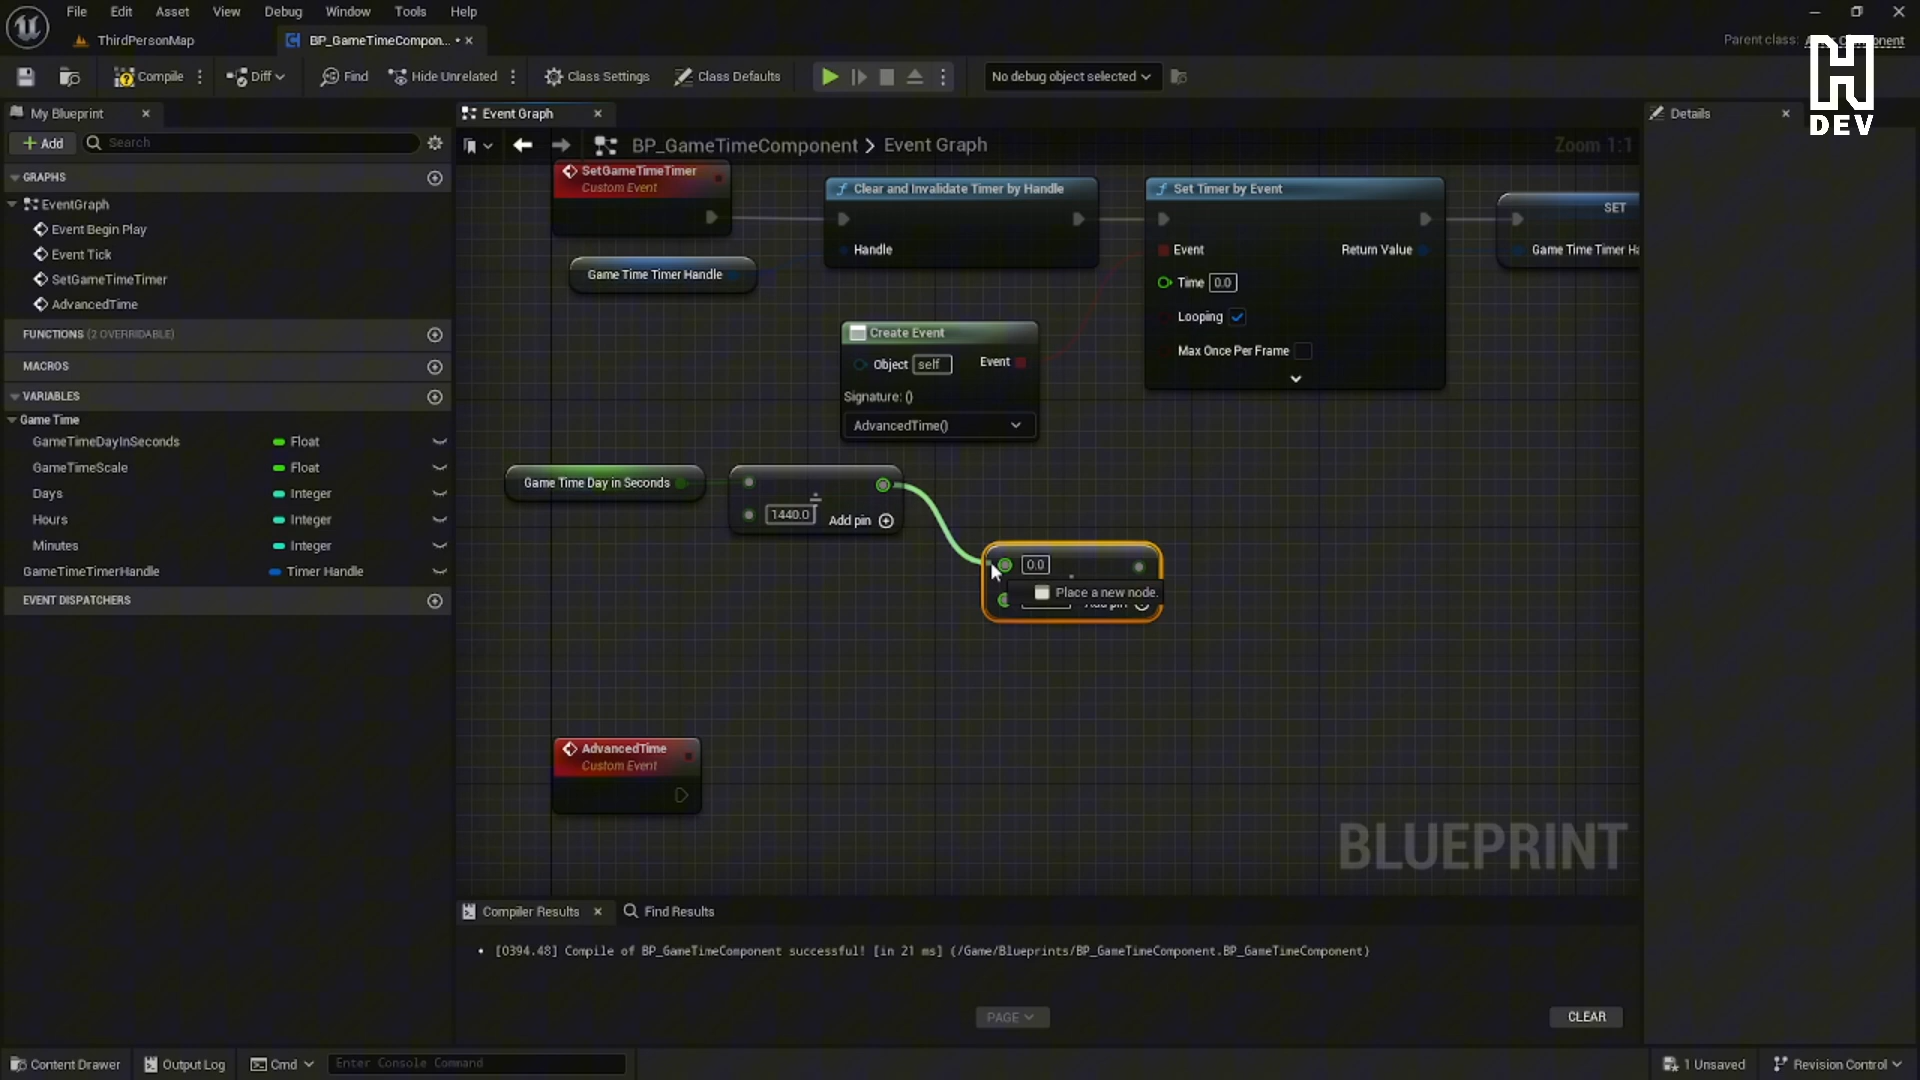 File Edit Asset View Debug Window Tools Help
ThirdPersonMap
BP_GameTimeCompon... •
Parent class:
DEV
Compile
Diff
Find
Hide Unrelated
Class Settings
Class Defaults
No debug object selected
My Blueprint
Event Graph
Details
Add
Search
BP_GameTimeComponent > Event Graph
Zoom 1:1
GRAPHS
EventGraph
Event Begin Play
Event Tick
SetGameTimeTimer
AdvancedTime
FUNCTIONS (2 OVERRIDABLE)
MACROS
VARIABLES
Game Time
GameTimeDayInSeconds Float
GameTimeScale Float
Days Integer
Hours Integer
Minutes Integer
GameTimeTimerHandle Timer Handle
EVENT DISPATCHERS
SetGameTimeTimer
Custom Event
Game Time Timer Handle
Clear and Invalidate Timer by Handle
Handle
Set Timer by Event
Event Return Value
Time 0.0
Looping
Max Once Per Frame
SET
Game Time Timer Ha
Create Event
Object self Event
Signature: ()
AdvancedTime()
Game Time Day in Seconds
÷
1440.0 Add pin
0.0
Place a new node.
Add pin
AdvancedTime
Custom Event
BLUEPRINT
Compiler Results
Find Results
• [0394.48] Compile of BP_GameTimeComponent successful! [in 21 ms] (/Game/Blueprints/BP_GameTimeComponent.BP_GameTimeComponent)
PAGE
CLEAR
Content Drawer
Output Log
Cmd
Enter Console Command
1 Unsaved
Revision Control